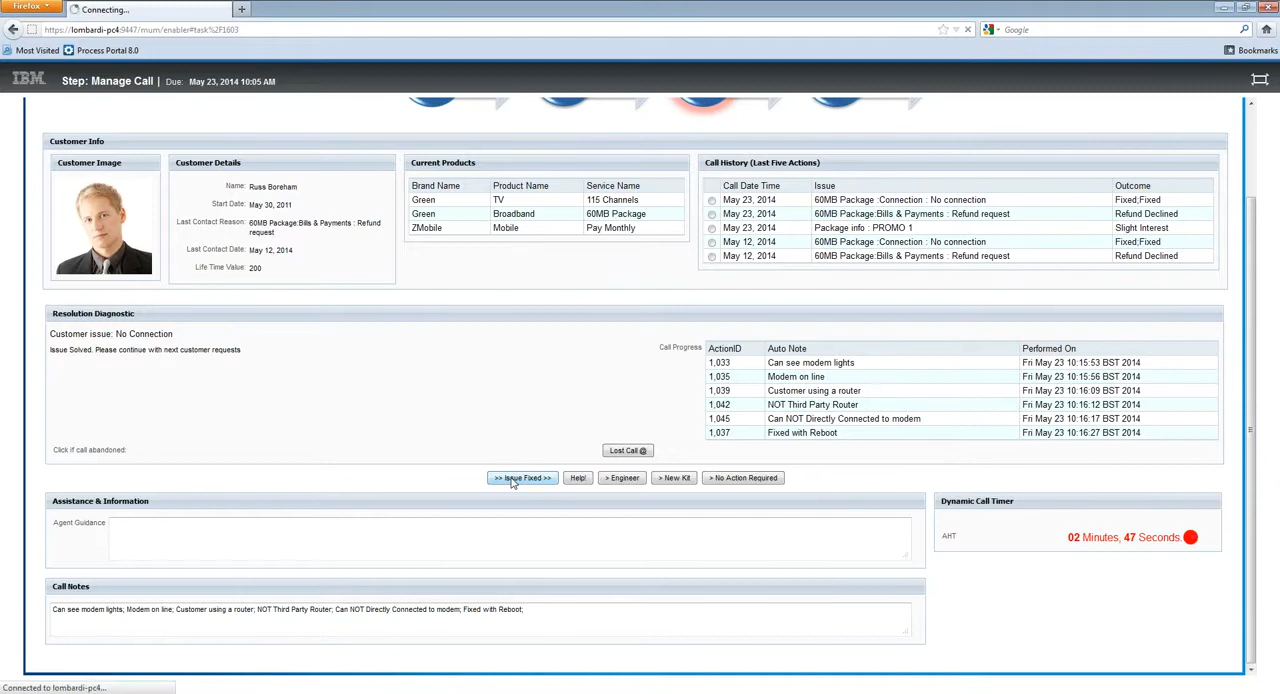 Firefox
Connecting...
https://lombardi-pc4:9447/mum/enabler#task%2F1603
Google
Most Visited
Process Portal 8.0
Bookmarks
IBM
Step: Manage Call | Due: May 23, 2014 10:05 AM
Customer Info
Customer Image
Customer Details
Current Products
Call History (Last Five Actions)
Name: Russ Boreham
Start Date: May 30, 2011
Last Contact Reason: 60MB Package:Bills & Payments : Refund
request
Last Contact Date: May 12, 2014
Life Time Value: 200
Brand Name Product Name Service Name
Green TV 115 Channels
Green Broadband 60MB Package
ZMobile Mobile Pay Monthly
Call Date Time Issue Outcome
May 23, 2014 60MB Package :Connection : No connection Fixed,Fixed
May 23, 2014 60MB Package:Bills & Payments : Refund request Refund Declined
May 23, 2014 Package info : PROMO 1 Slight Interest
May 12, 2014 60MB Package :Connection : No connection Fixed,Fixed
May 12, 2014 60MB Package:Bills & Payments : Refund request Refund Declined
Resolution Diagnostic
Customer issue: No Connection
Issue Solved. Please continue with next customer requests
Call Progress
ActionID Auto Note Performed On
1,033 Can see modem lights Fri May 23 10:15:53 BST 2014
1,035 Modem on line Fri May 23 10:15:56 BST 2014
1,039 Customer using a router Fri May 23 10:16:09 BST 2014
1,042 NOT Third Party Router Fri May 23 10:16:12 BST 2014
1,045 Can NOT Directly Connected to modem Fri May 23 10:16:17 BST 2014
1,037 Fixed with Reboot Fri May 23 10:16:27 BST 2014
Click if call abandoned:
Lost Call @
>> Issue Fixed >>
Help!
> Engineer
> New Kit
> No Action Required
Assistance & Information
Dynamic Call Timer
Agent Guidance
AHT 02 Minutes, 47 Seconds.
Call Notes
Can see modem lights; Modem on line; Customer using a router; NOT Third Party Router; Can NOT Directly Connected to modem; Fixed with Reboot;
Connected to lombardi-pc4...